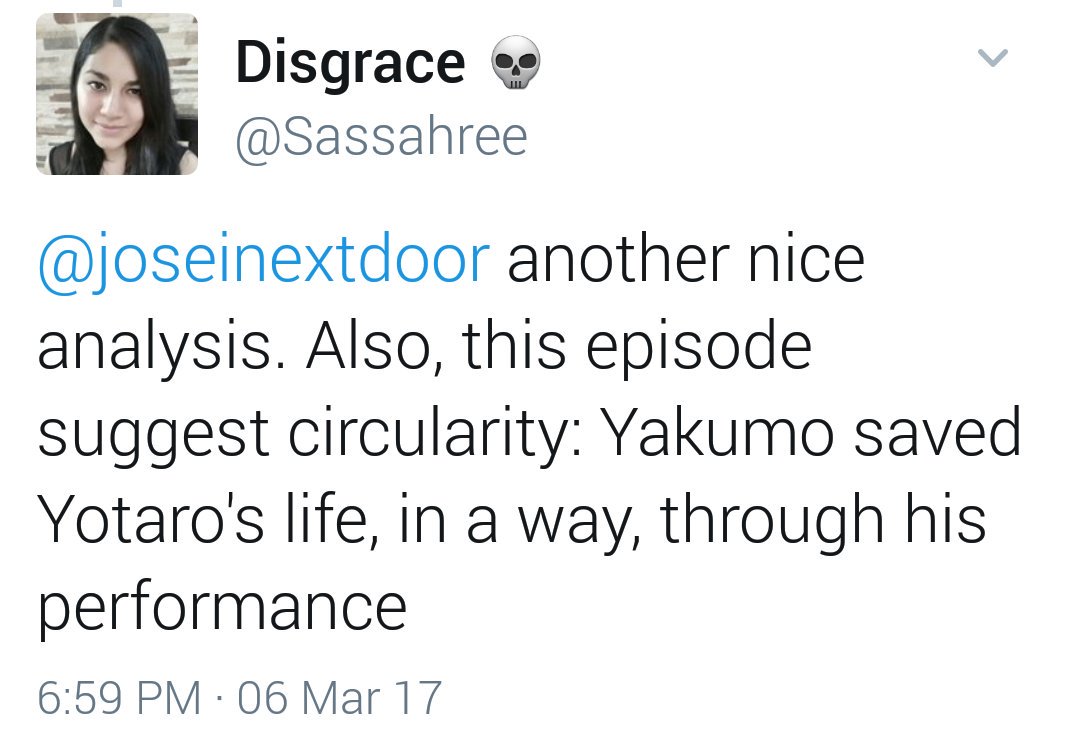 Disgrace 💀
@Sassahree
@joseinextdoor another nice
analysis. Also, this episode
suggest circularity: Yakumo saved
Yotaro's life, in a way, through his
performance
6:59 PM · 06 Mar 17